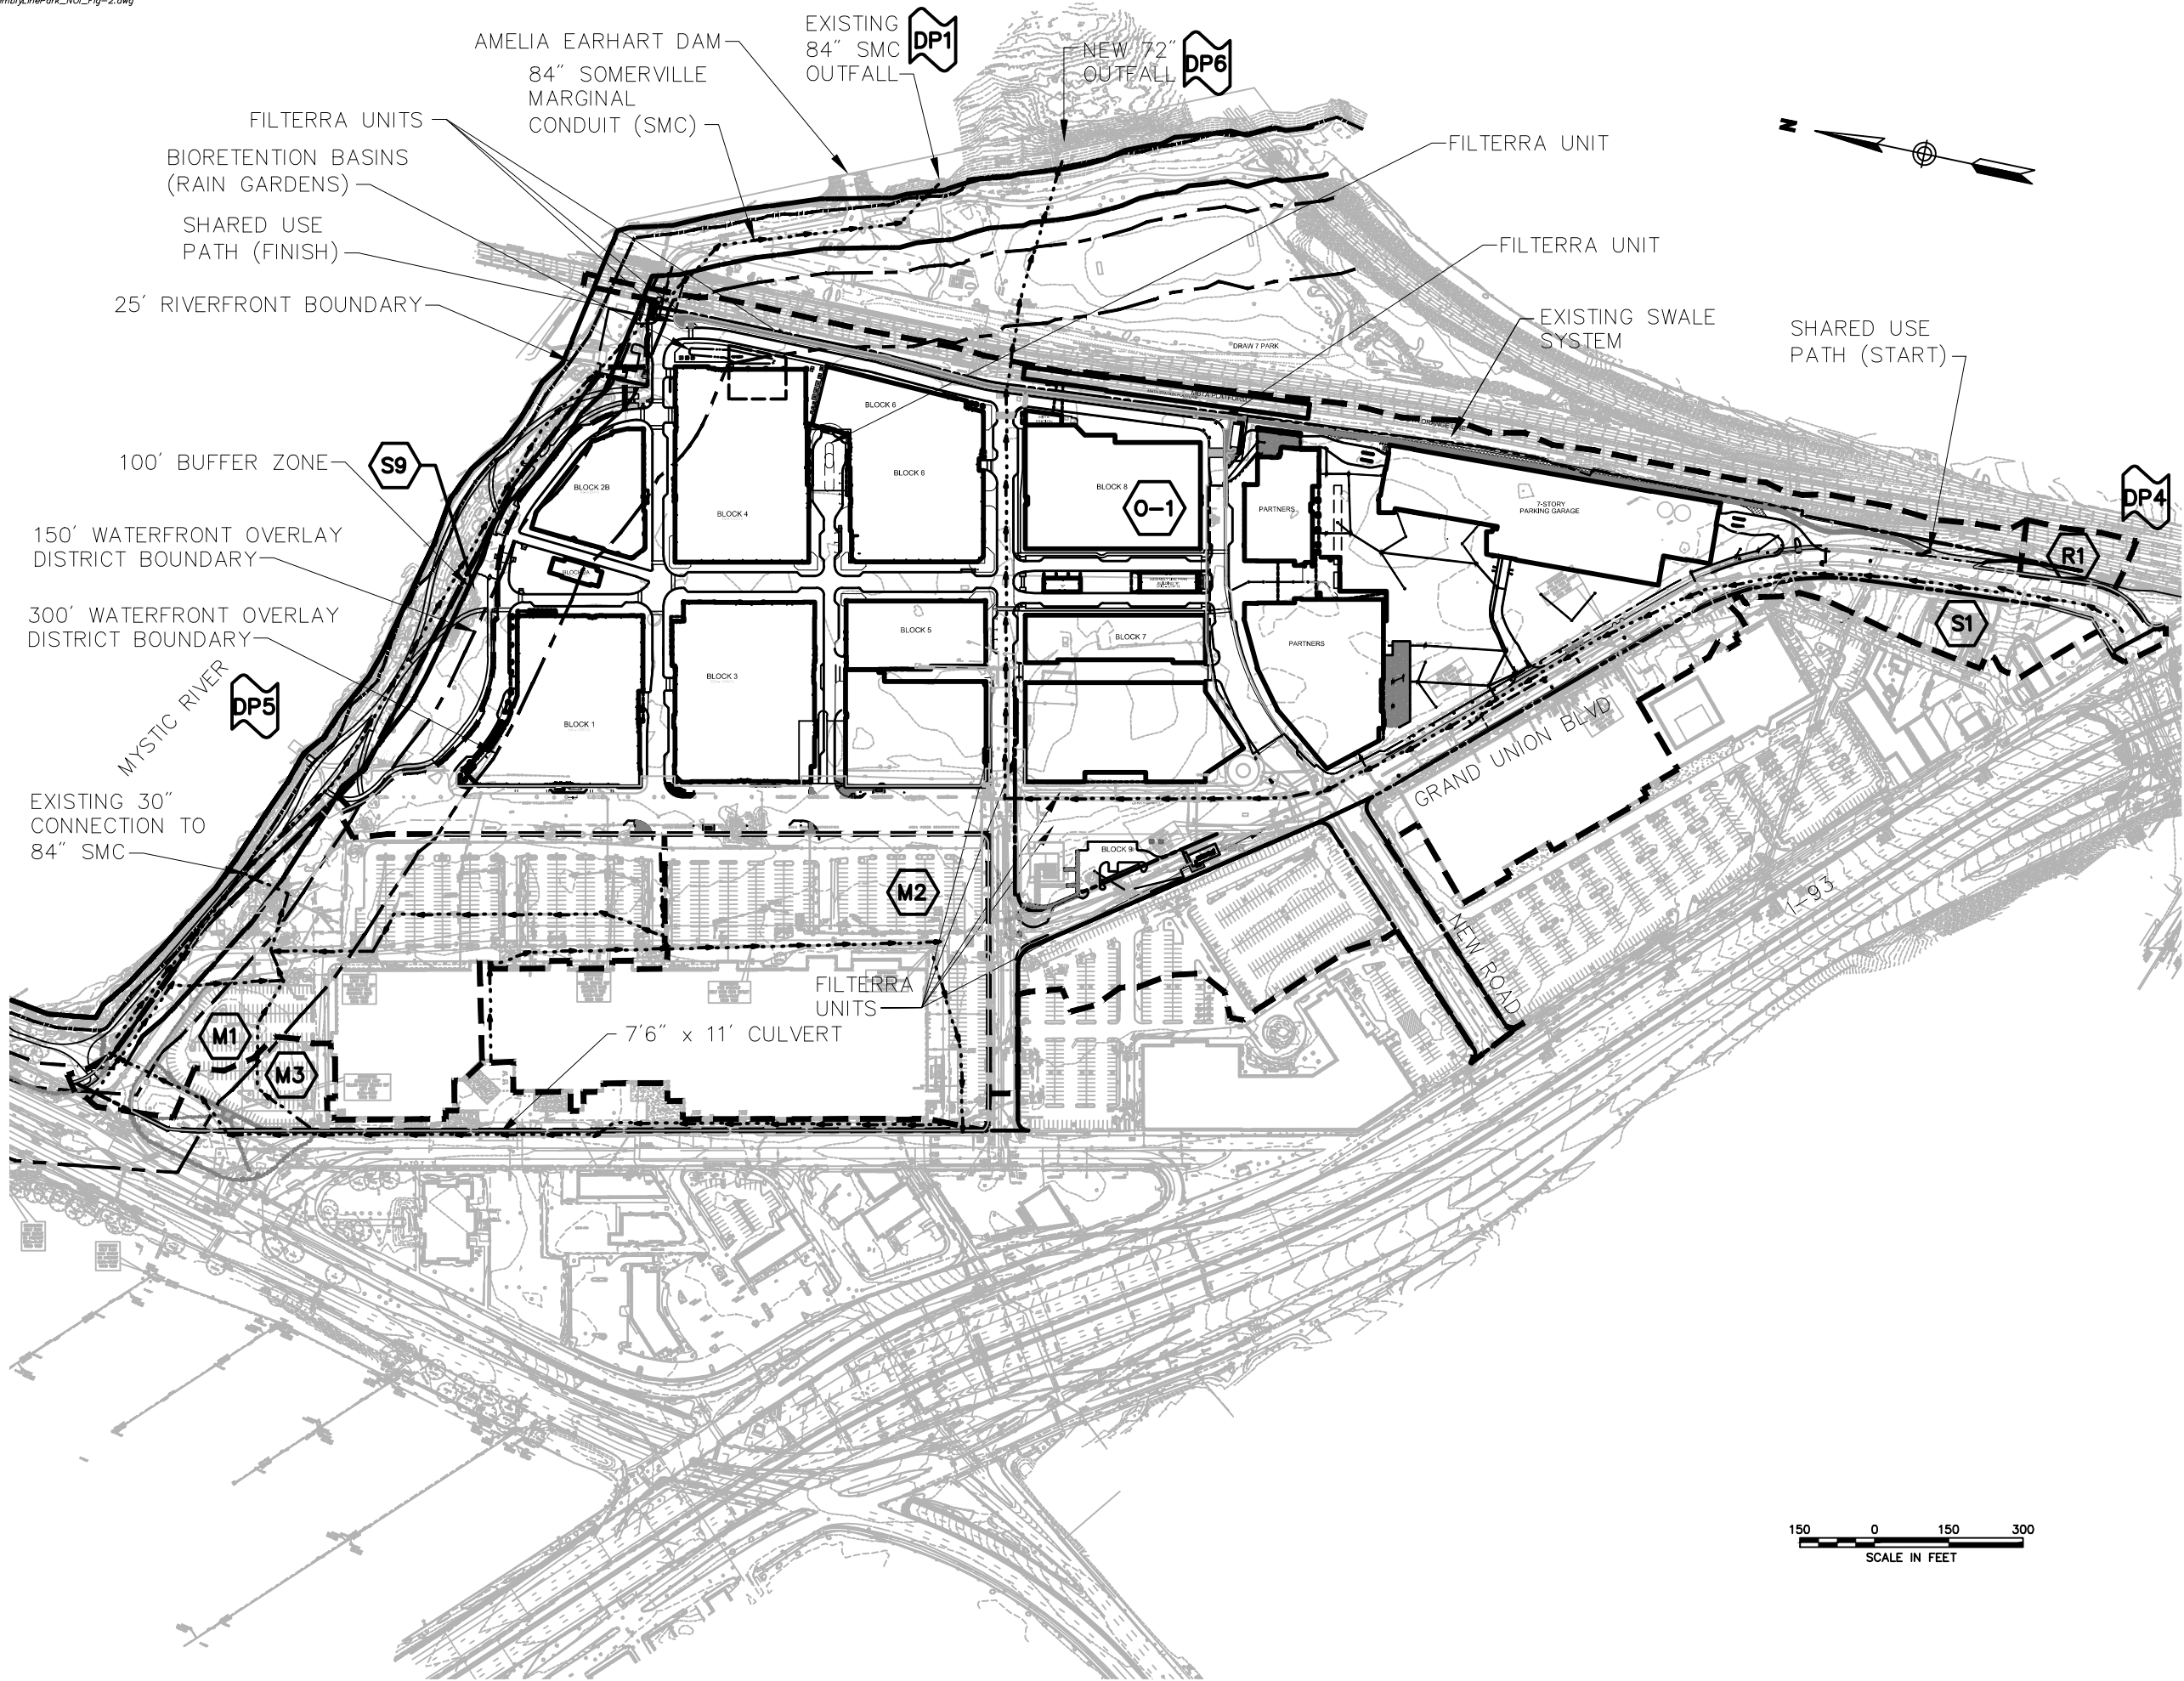 EXISTING
84" SMC
OUTFALL
DP1
AMELIA EARHART DAM
84" SOMERVILLE
MARGINAL
CONDUIT (SMC)
NEW 72"
OUTFALL
DP6
FILTERRA UNITS
BIORETENTION BASINS
(RAIN GARDENS)
SHARED USE
PATH (FINISH)
25' RIVERFRONT BOUNDARY
FILTERRA UNIT
N
FILTERRA UNIT
EXISTING SWALE
SYSTEM
SHARED USE
PATH (START)
DRAW 7 PARK
BLOCK 6
100' BUFFER ZONE
S9
BLOCK 2B
BLOCK 4
BLOCK 6
BLOCK 8
O-1
PARTNERS
7-STORY
PARKING GARAGE
DP4
R1
150' WATERFRONT OVERLAY
DISTRICT BOUNDARY
300' WATERFRONT OVERLAY
DISTRICT BOUNDARY
S1
BLOCK 5
BLOCK 7
PARTNERS
BLOCK 3
BLOCK 1
MYSTIC RIVER
DP5
GRAND UNION BLVD
EXISTING 30"
CONNECTION TO
84" SMC
BLOCK 9
M2
I-93
NEW ROAD
FILTERRA
UNITS
7'6" x 11' CULVERT
M1
M3
150 0 150 300
SCALE IN FEET